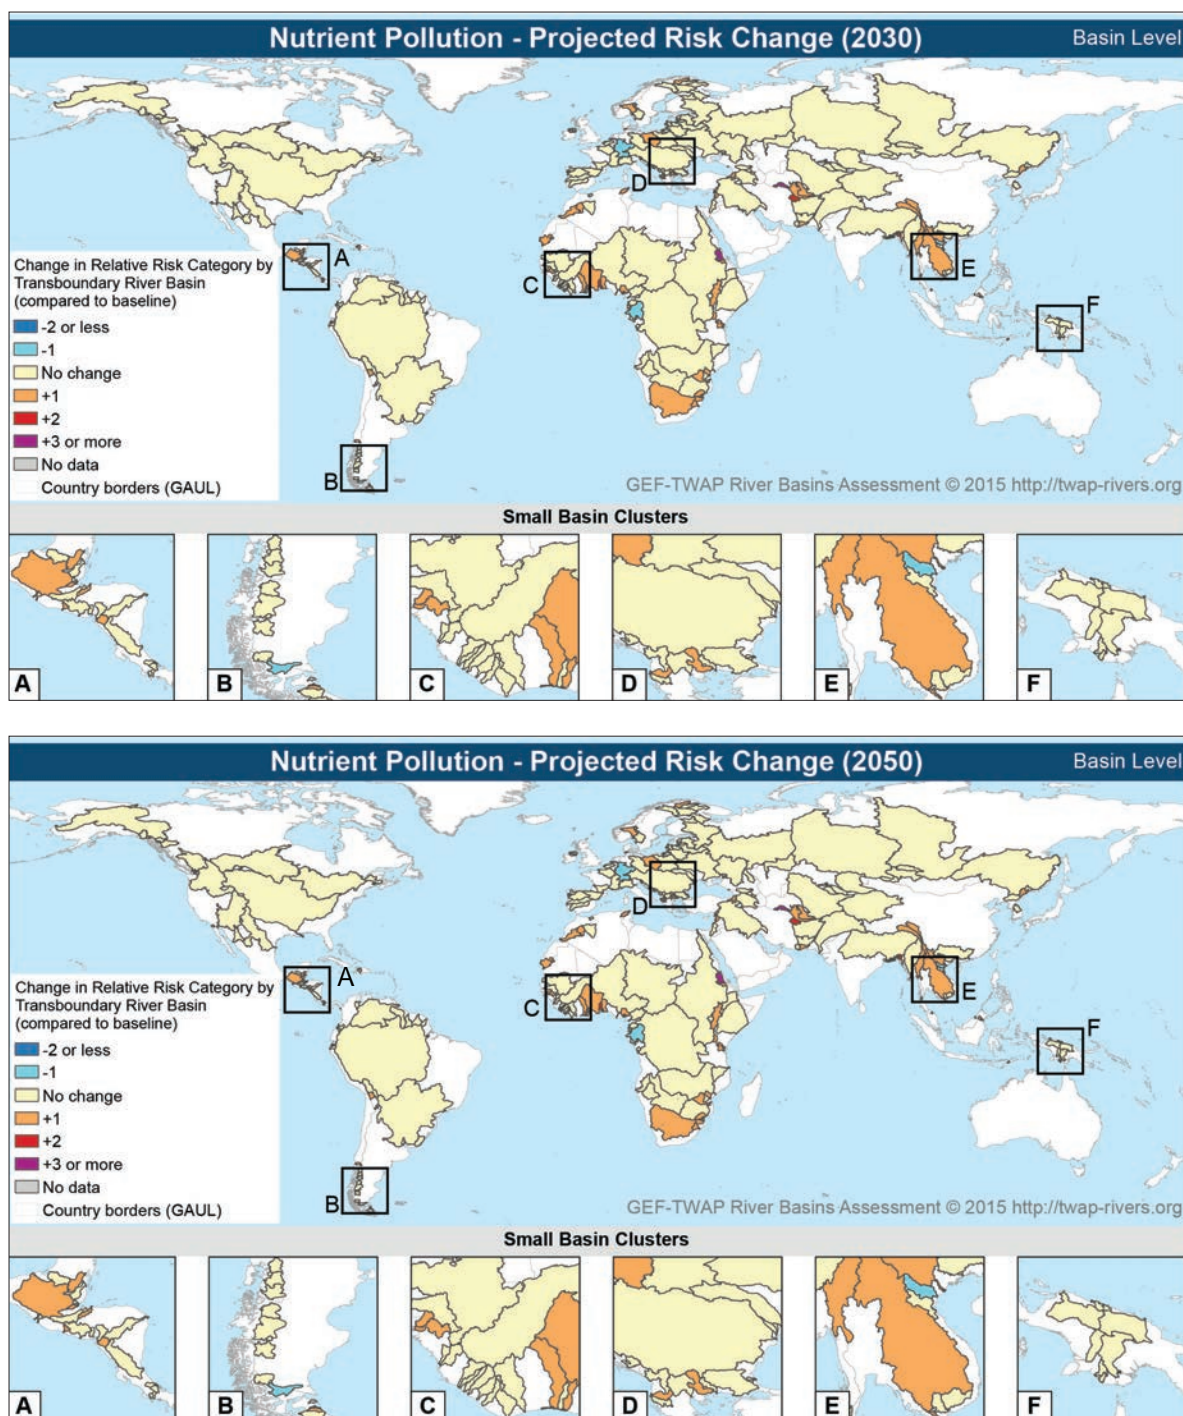 Nutrient Pollution - Projected Risk Change (2030)
Basin Level
Change in Relative Risk Category by
Transboundary River Basin
(compared to baseline)
-2 or less
-1
No change
+1
+2
+3 or more
No data
Country borders (GAUL)
A
B
C
D
E
F
GEF-TWAP River Basins Assessment © 2015 http://twap-rivers.org
Small Basin Clusters
A
B
C
D
E
F
Nutrient Pollution - Projected Risk Change (2050)
Basin Level
Change in Relative Risk Category by
Transboundary River Basin
(compared to baseline)
-2 or less
-1
No change
+1
+2
+3 or more
No data
Country borders (GAUL)
A
B
C
D
E
F
GEF-TWAP River Basins Assessment © 2015 http://twap-rivers.org
Small Basin Clusters
A
B
C
D
E
F